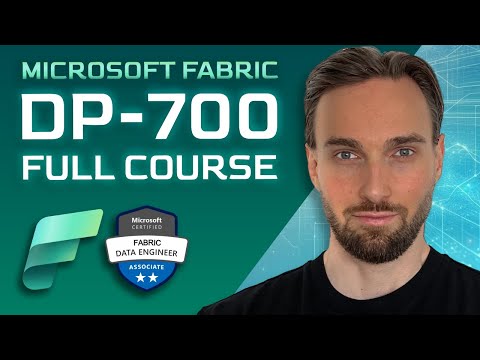 MICROSOFT FABRIC
DP-700
FULL COURSE
Microsoft
CERTIFIED
FABRIC
DATA ENGINEER
ASSOCIATE